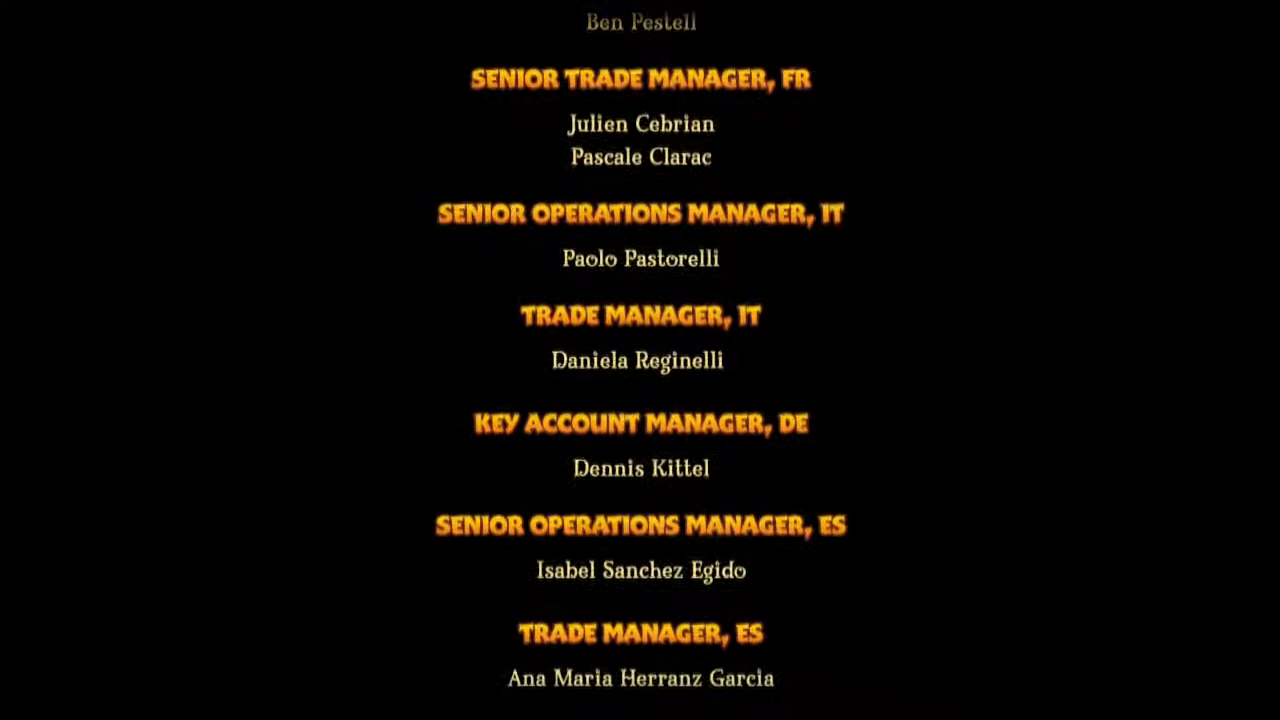 Ben Pestell
SENIOR TRADE MANAGER, FR
Julien Cebrian
Pascale Clarac
SENIOR OPERATIONS MANAGER, IT
Paolo Pastorelli
TRADE MANAGER, IT
Daniela Reginelli
KEY ACCOUNT MANAGER, DE
Dennis Kittel
SENIOR OPERATIONS MANAGER, ES
Isabel Sanchez Egido
TRADE MANAGER, ES
Ana Maria Herranz Garcia